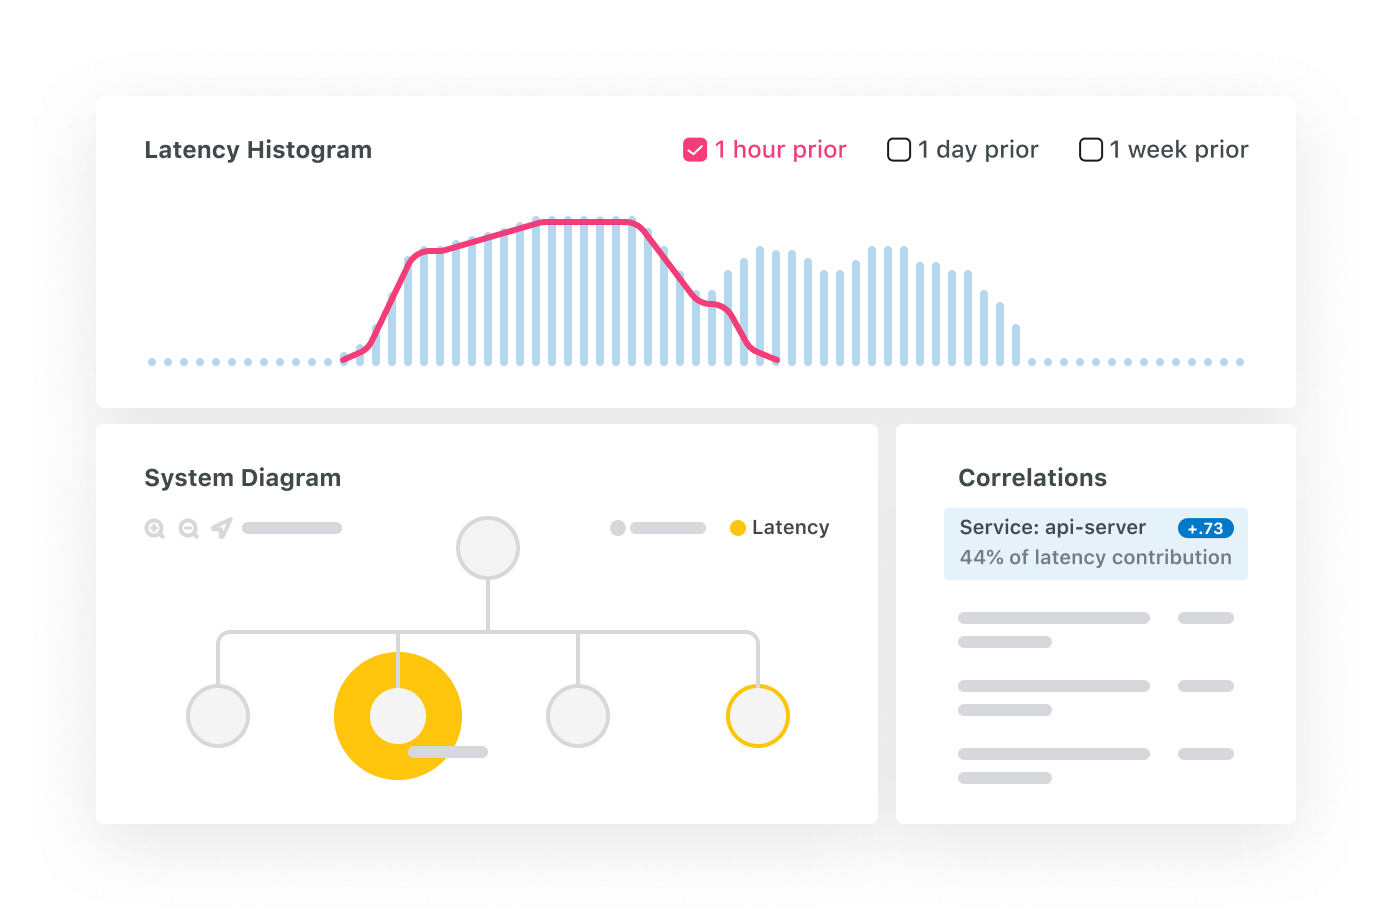 Latency Histogram
1 hour prior
1 day prior
1 week prior
System Diagram
Latency
Correlations
Service: api-server
+.73
44% of latency contribution